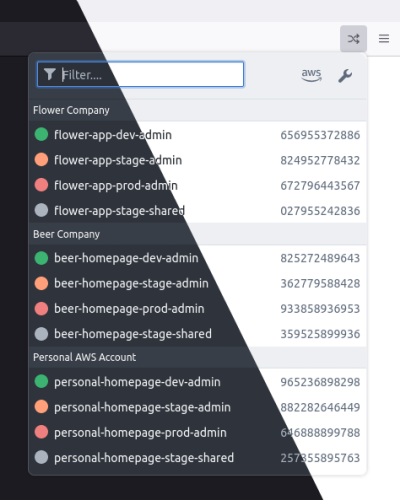 Filter....
aws
Flower Company
flower-app-dev-admin 656955372886
flower-app-stage-admin 824952778432
flower-app-prod-admin 672796443567
flower-app-stage-shared 027955242836
Beer Company
beer-homepage-dev-admin 825272489643
beer-homepage-stage-admin 362779588428
beer-homepage-prod-admin 933858936953
beer-homepage-stage-shared 359525899936
Personal AWS Account
personal-homepage-dev-admin 965236898298
personal-homepage-stage-admin 882282646449
personal-homepage-prod-admin 646888899788
personal-homepage-stage-shared 257355895763